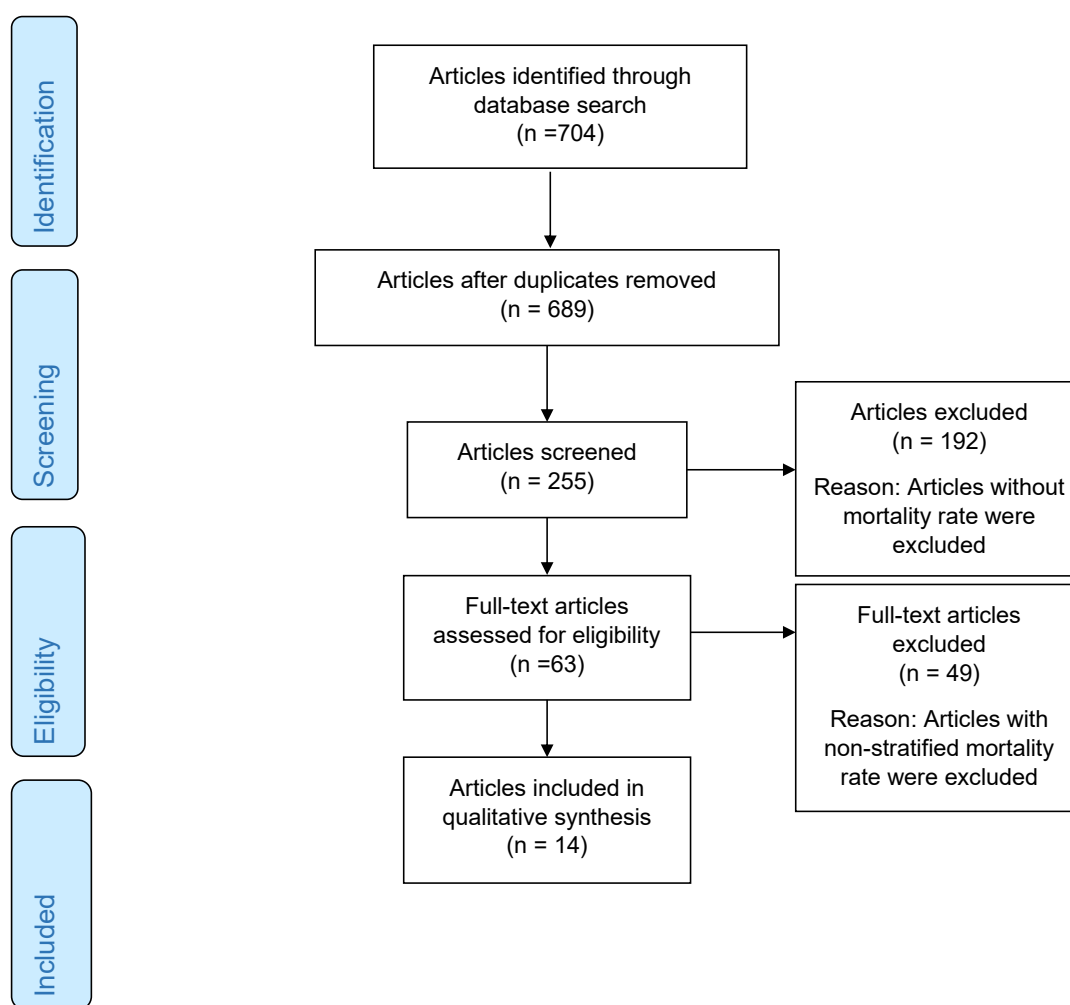 Identification
Articles identified through
database search
(n =704)
Articles after duplicates removed
(n = 689)
Screening
Articles screened
(n = 255)
Articles excluded
(n = 192)
Reason: Articles without
mortality rate were
excluded
Eligibility
Full-text articles
assessed for eligibility
(n =63)
Full-text articles
excluded
(n = 49)
Reason: Articles with
non-stratified mortality
rate were excluded
Included
Articles included in
qualitative synthesis
(n = 14)